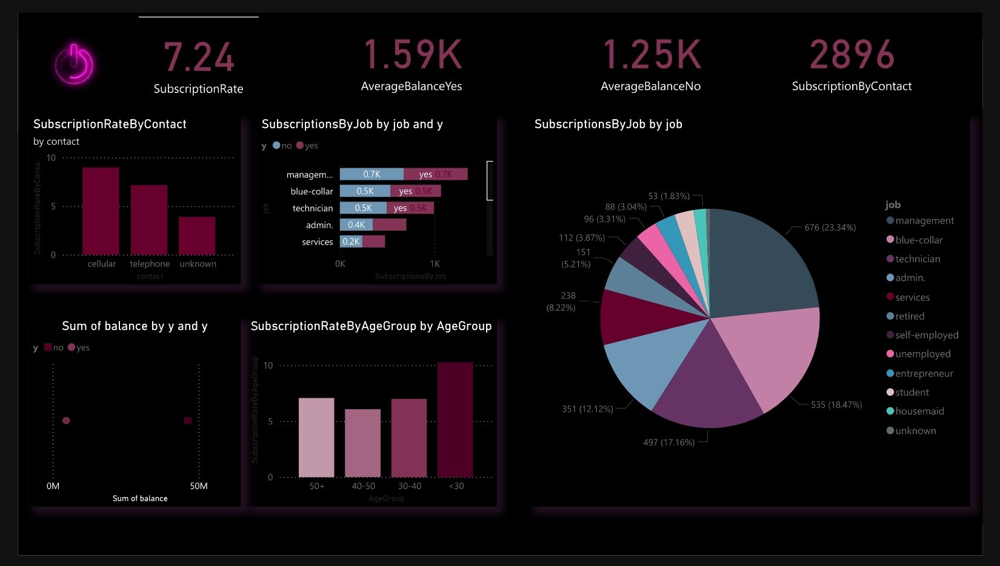 7.24
SubscriptionRate
1.59K
AverageBalanceYes
1.25K
AverageBalanceNo
2896
SubscriptionByContact
SubscriptionRateByContact
by contact
SubscriptionRateByConta...
10
5
0
cellular telephone unknown
contact
SubscriptionsByJob by job and y
y no yes
job
managem... 0.7K yes 0.7K
blue-collar 0.5K yes 0.5K
technician 0.5K yes 0.5K
admin. 0.4K
services 0.2K
0K 1K
SubscriptionsByJob
SubscriptionsByJob by job
53 (1.83%)
88 (3.04%)
96 (3.31%)
112 (3.87%)
151
(5.21%)
238
(8.22%)
351 (12.12%)
497 (17.16%)
535 (18.47%)
676 (23.34%)
job
management
blue-collar
technician
admin.
services
retired
self-employed
unemployed
entrepreneur
student
housemaid
unknown
Sum of balance by y and y
y no yes
0M 50M
Sum of balance
SubscriptionRateByAgeGroup by AgeGroup
SubscriptionRateByAgeGroup
10
5
0
50+ 40-50 30-40 <30
AgeGroup